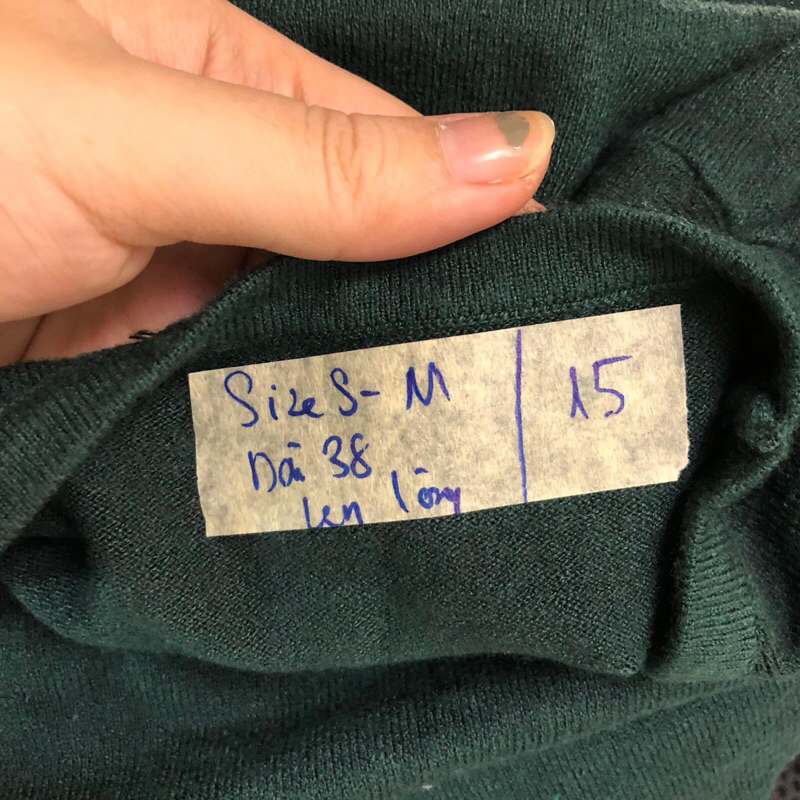 Size S - M
Dài 38
len lông
15